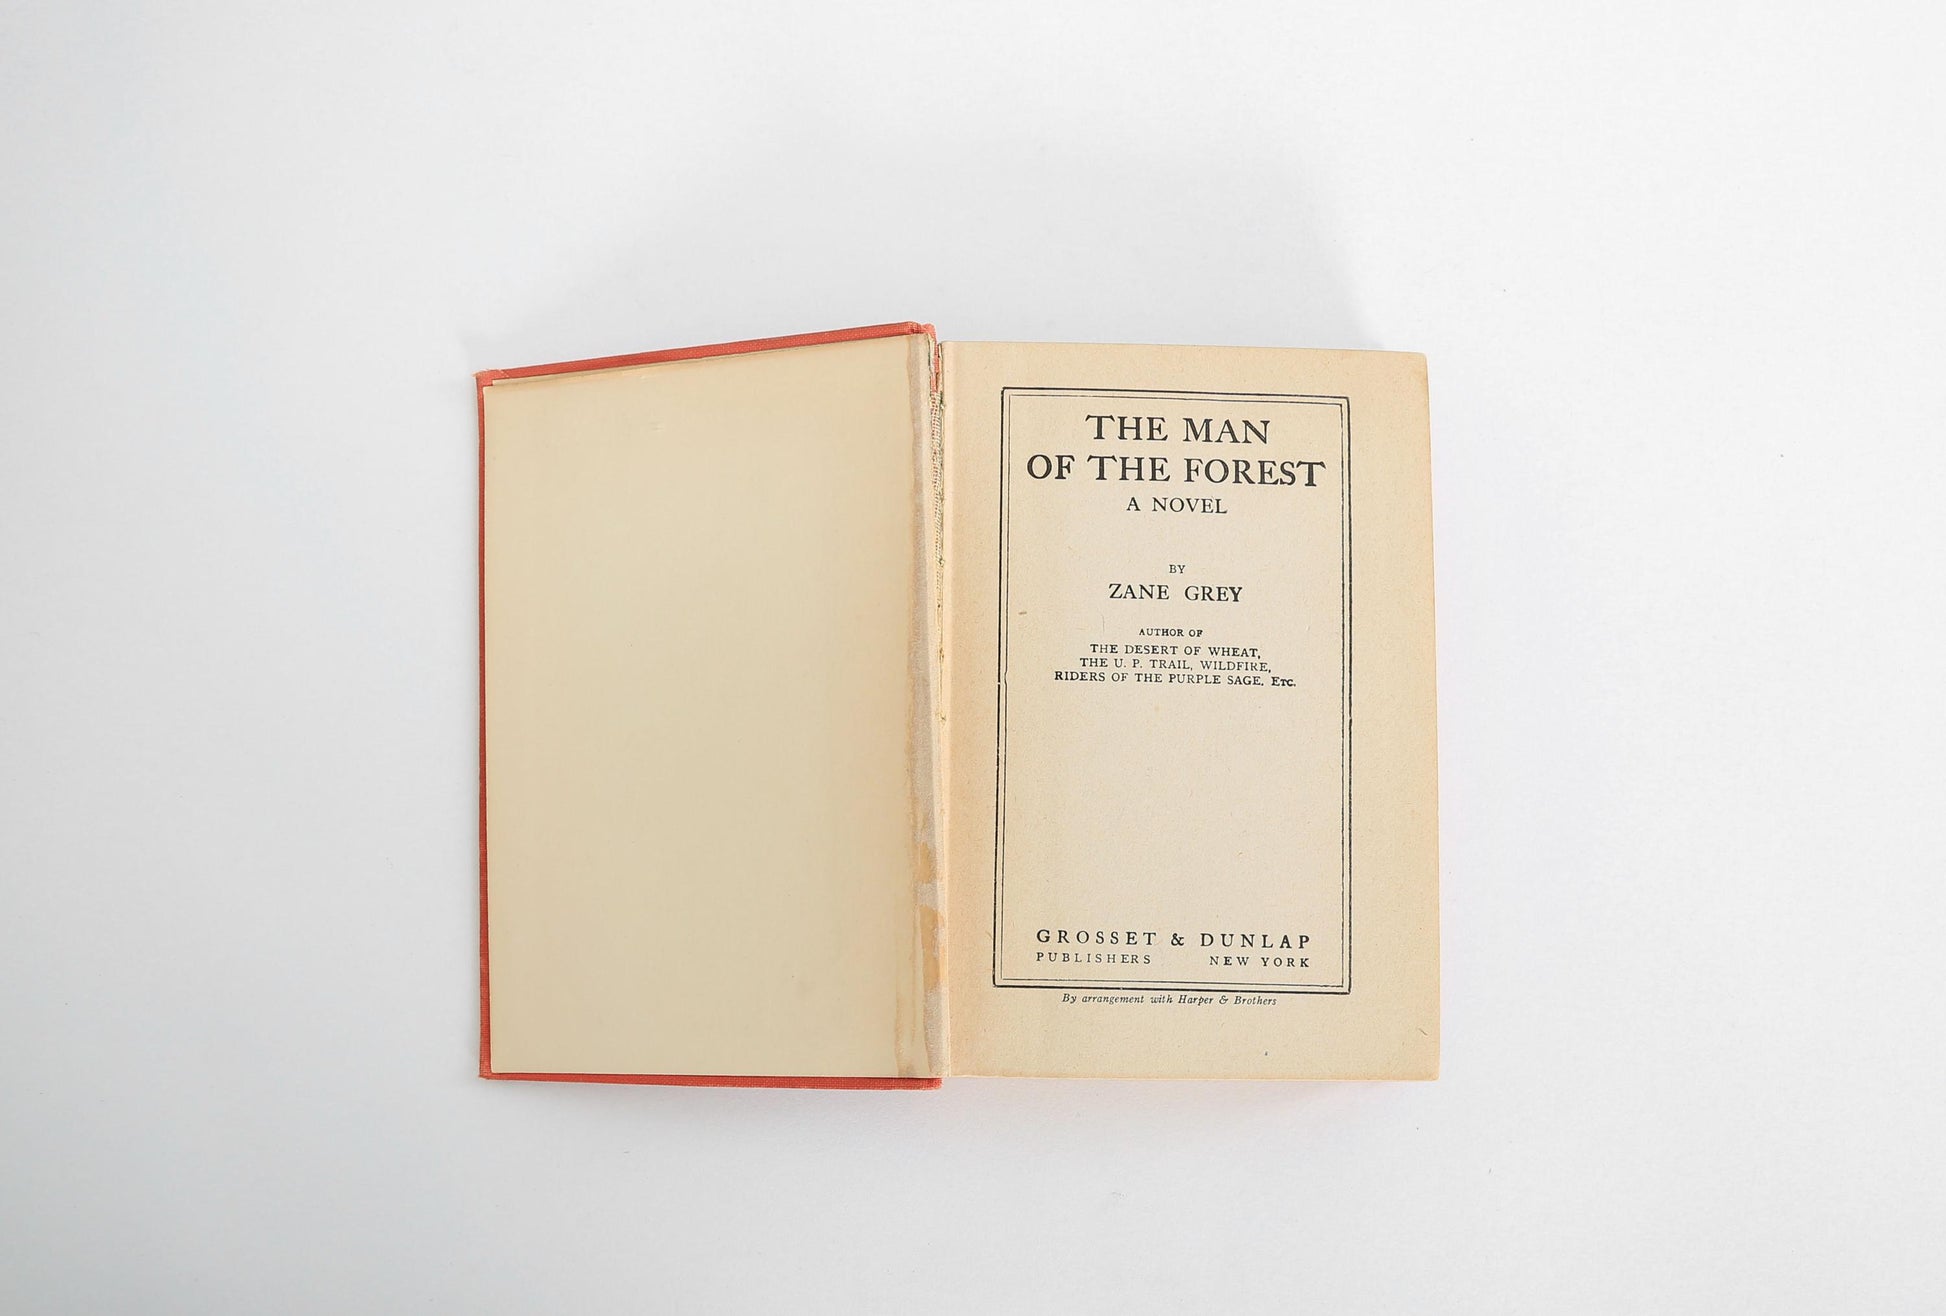 THE MAN
OF THE FOREST
A NOVEL
BY
ZANE GREY
AUTHOR OF
THE DESERT OF WHEAT,
THE U. P. TRAIL, WILDFIRE,
RIDERS OF THE PURPLE SAGE, ETC.
GROSSET & DUNLAP
PUBLISHERS NEW YORK
By arrangement with Harper & Brothers